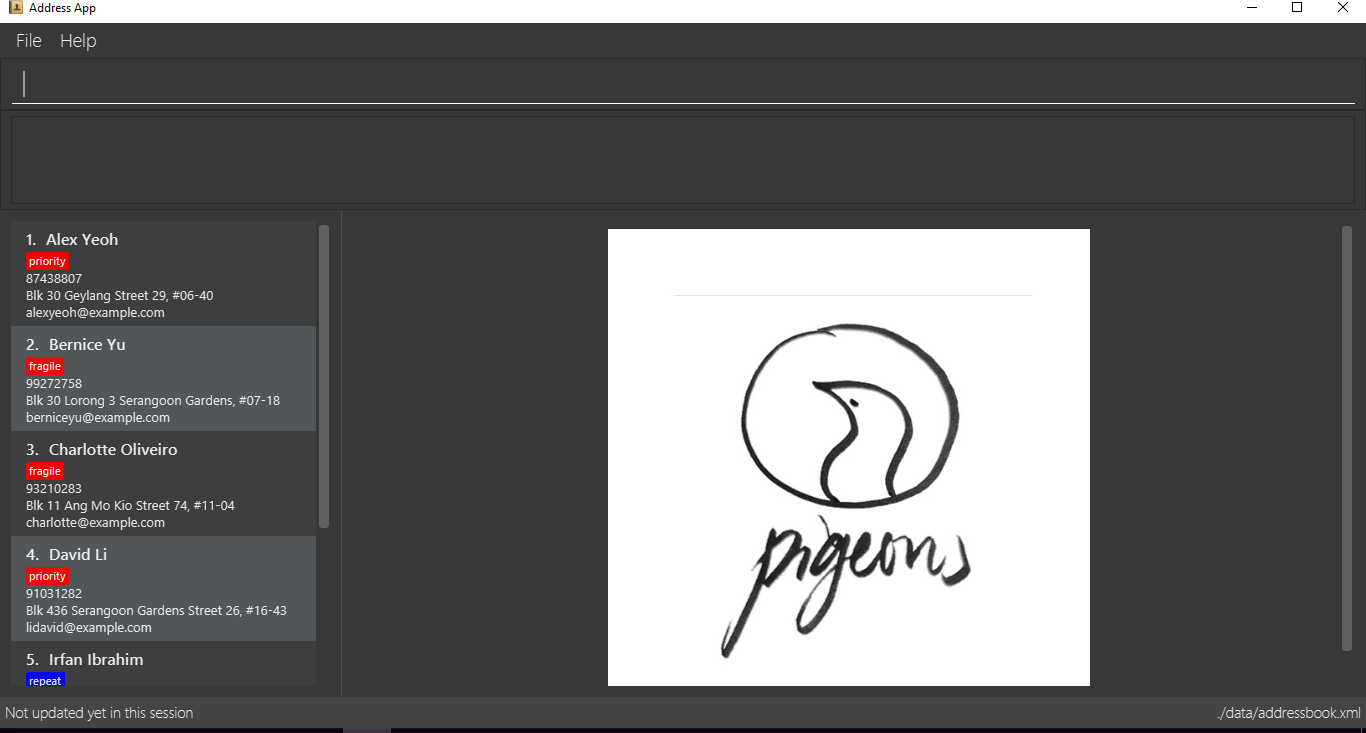 Address App
File Help
1. Alex Yeoh
priority
87438807
Blk 30 Geylang Street 29, #06-40
alexyeoh@example.com
2. Bernice Yu
fragile
99272758
Blk 30 Lorong 3 Serangoon Gardens, #07-18
berniceyu@example.com
3. Charlotte Oliveiro
fragile
93210283
Blk 11 Ang Mo Kio Street 74, #11-04
charlotte@example.com
4. David Li
priority
91031282
Blk 436 Serangoon Gardens Street 26, #16-43
lidavid@example.com
5. Irfan Ibrahim
repeat
pigeons
Not updated yet in this session
./data/addressbook.xml